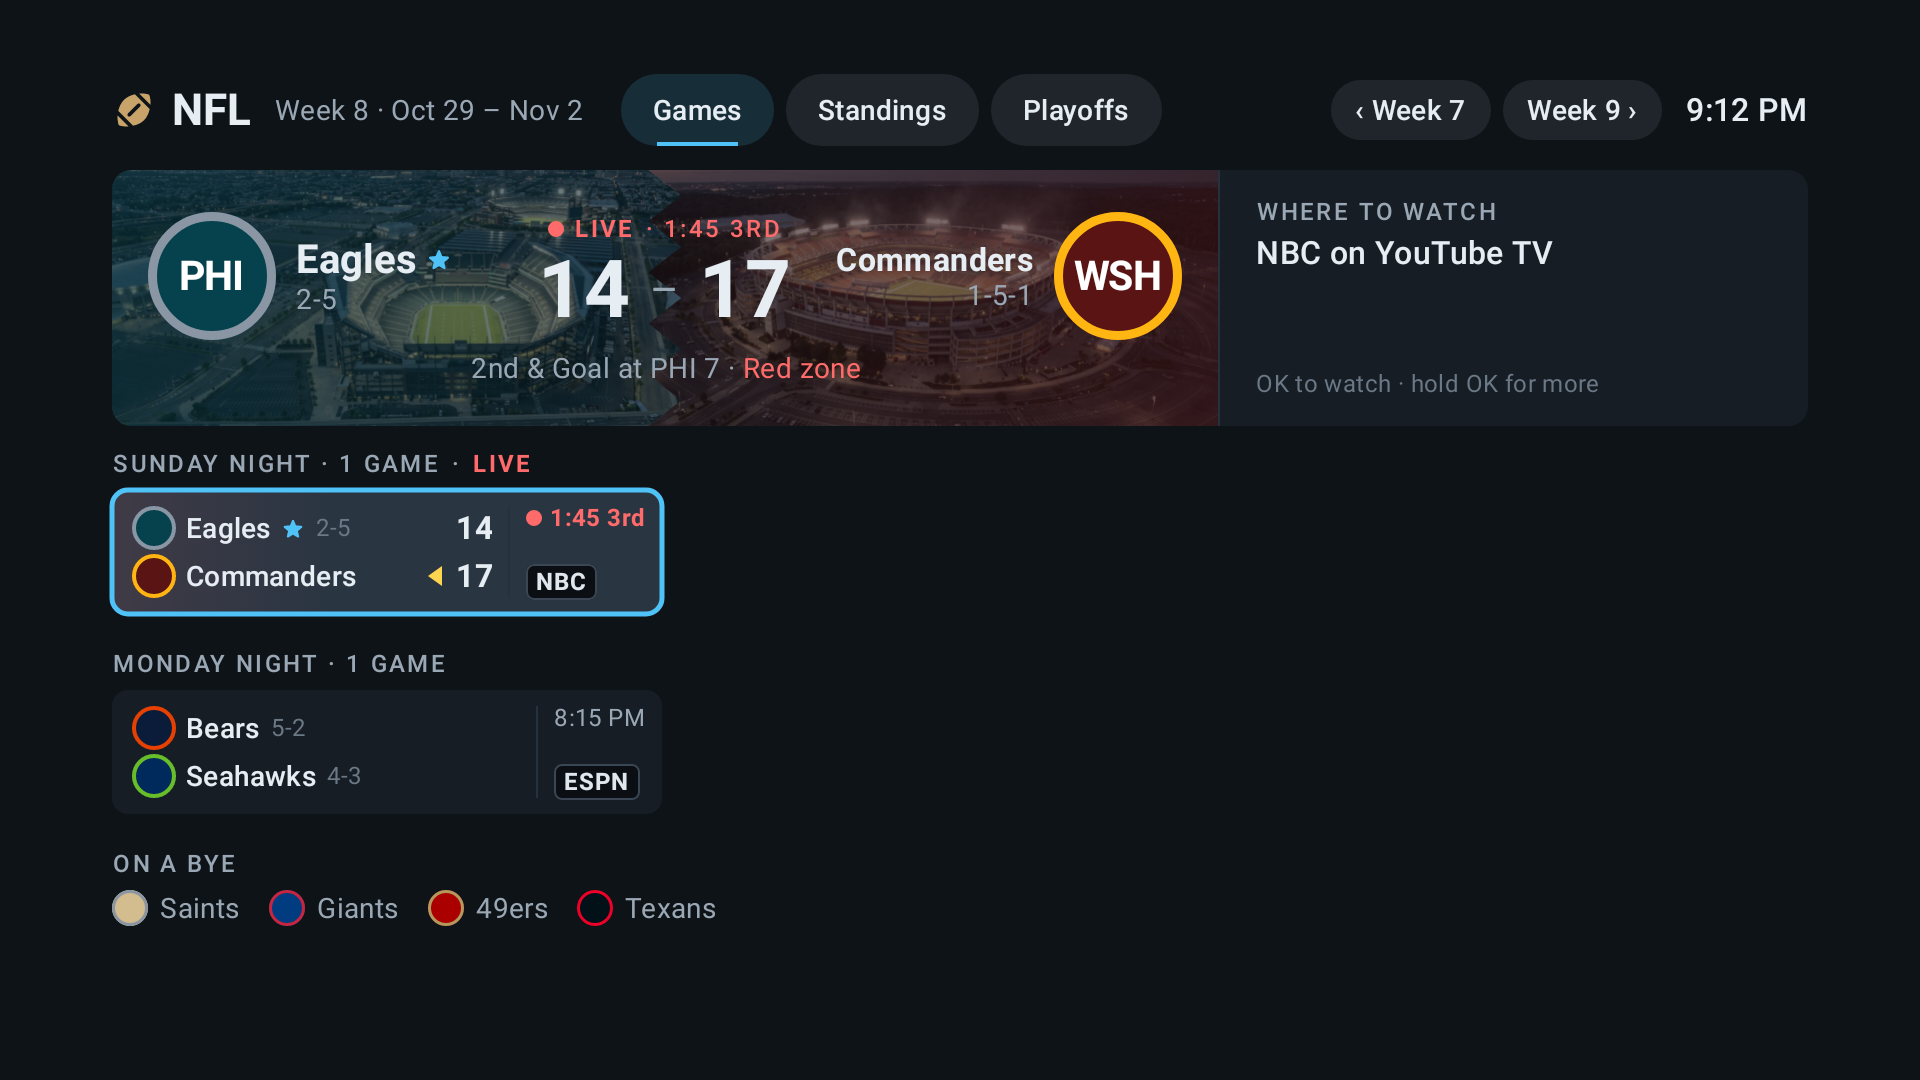 NFL Week 8 · Oct 29 – Nov 2 Games Standings Playoffs ‹ Week 7 Week 9 › 9:12 PM
LIVE · 1:45 3RD
PHI Eagles 2-5
14 – 17
Commanders 1-5-1 WSH
2nd & Goal at PHI 7 · Red zone
WHERE TO WATCH
NBC on YouTube TV
OK to watch · hold OK for more
SUNDAY NIGHT · 1 GAME · LIVE
Eagles 2-5 14 1:45 3rd
Commanders 17 NBC
MONDAY NIGHT · 1 GAME
Bears 5-2 8:15 PM
Seahawks 4-3 ESPN
ON A BYE
Saints Giants 49ers Texans